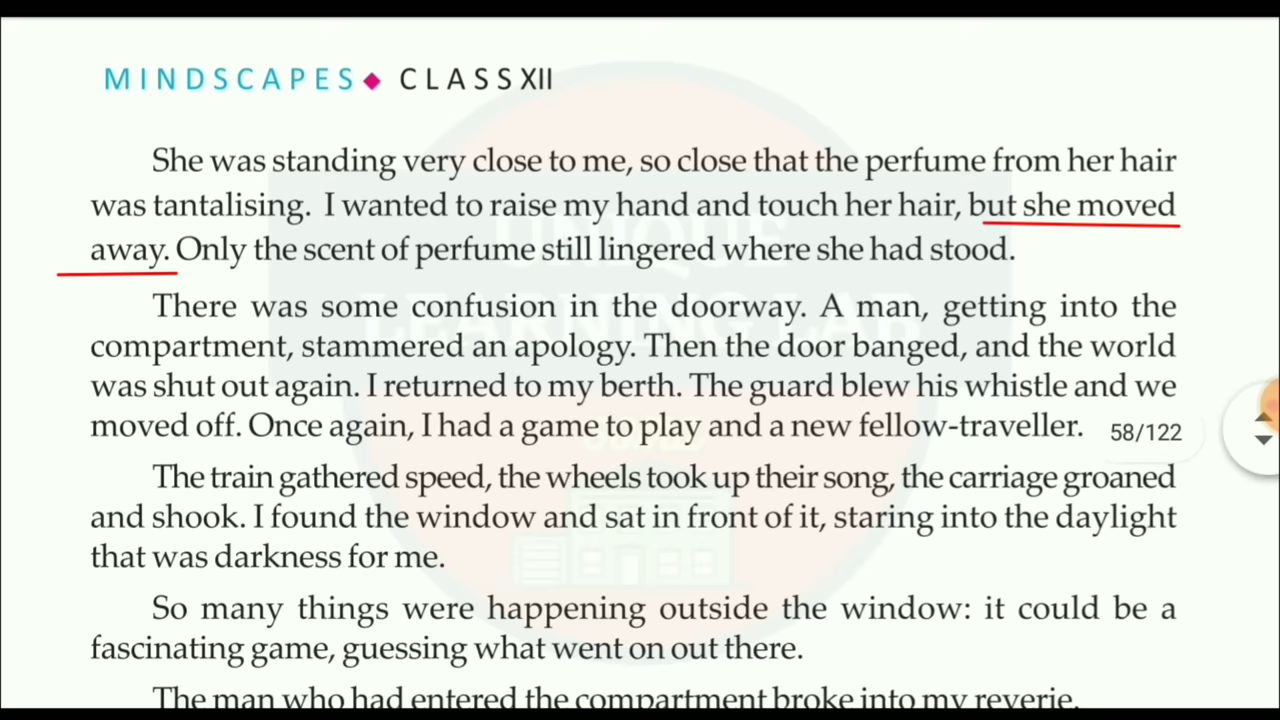 MINDSCAPES◆ CLASS XII
She was standing very close to me, so close that the perfume from her hair
was tantalising. I wanted to raise my hand and touch her hair, but she moved
away. Only the scent of perfume still lingered where she had stood.
There was some confusion in the doorway. A man, getting into the
compartment, stammered an apology. Then the door banged, and the world
was shut out again. I returned to my berth. The guard blew his whistle and we
moved off. Once again, I had a game to play and a new fellow-traveller.
58/122
The train gathered speed, the wheels took up their song, the carriage groaned
and shook. I found the window and sat in front of it, staring into the daylight
that was darkness for me.
So many things were happening outside the window: it could be a
fascinating game, guessing what went on out there.
The man who had entered the compartment broke into my reverie.
UNIQUE
LEARNING LAB